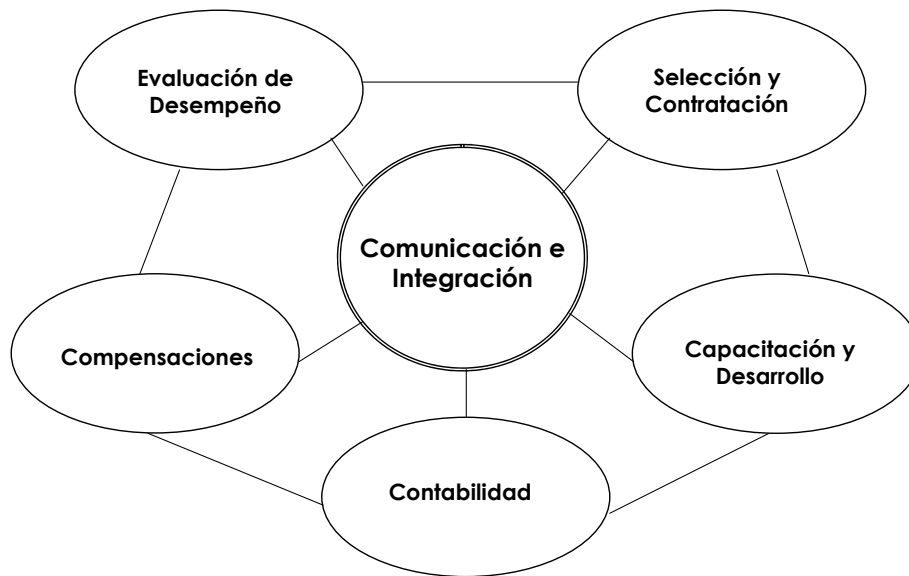 Evaluación de
Desempeño
Selección y
Contratación
Comunicación e
Integración
Compensaciones
Capacitación y
Desarrollo
Contabilidad